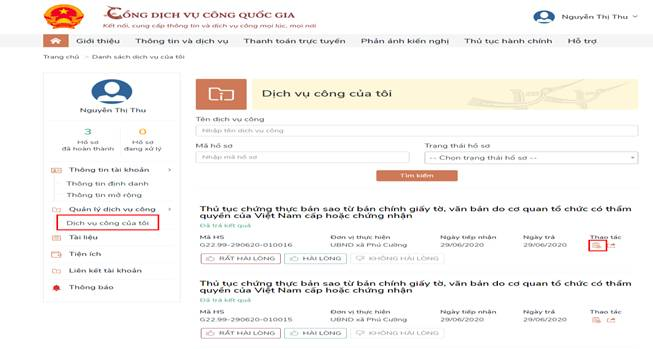 CỔNG DỊCH VỤ CÔNG QUỐC GIA
Kết nối, cung cấp thông tin và dịch vụ công mọi lúc, mọi nơi
Nguyễn Thị Thu
Giới thiệu Thông tin và dịch vụ Thanh toán trực tuyến Phản ánh kiến nghị Thủ tục hành chính Hỗ trợ
Trang chủ > Danh sách dịch vụ của tôi
Nguyễn Thị Thu
3 0
Hồ sơ Hồ sơ
đã hoàn thành đang xử lý
Thông tin tài khoản >
Thông tin định danh
Thông tin mở rộng
Quản lý dịch vụ công >
Dịch vụ công của tôi
Tài liệu
Tiện ích
Liên kết tài khoản
Thông báo
Dịch vụ công của tôi
Tên dịch vụ công
Nhập tên dịch vụ công
Mã hồ sơ Trạng thái hồ sơ
Nhập mã hồ sơ -- Chọn trạng thái hồ sơ --
Tìm kiếm
Thủ tục chứng thực bản sao từ bản chính giấy tờ, văn bản do cơ quan tổ chức có thẩm
quyền của Việt Nam cấp hoặc chứng nhận
Đã trả kết quả
Mã HS Đơn vị thực hiện Ngày tiếp nhận Ngày trả Thao tác
G22.99-290620-010016 UBND xã Phú Cường 29/06/2020 29/06/2020
RẤT HÀI LÒNG HÀI LÒNG KHÔNG HÀI LÒNG
Thủ tục chứng thực bản sao từ bản chính giấy tờ, văn bản do cơ quan tổ chức có thẩm
quyền của Việt Nam cấp hoặc chứng nhận
Đã trả kết quả
Mã HS Đơn vị thực hiện Ngày tiếp nhận Ngày trả Thao tác
G22.99-290620-010015 UBND xã Phú Cường 29/06/2020 29/06/2020
RẤT HÀI LÒNG HÀI LÒNG KHÔNG HÀI LÒNG